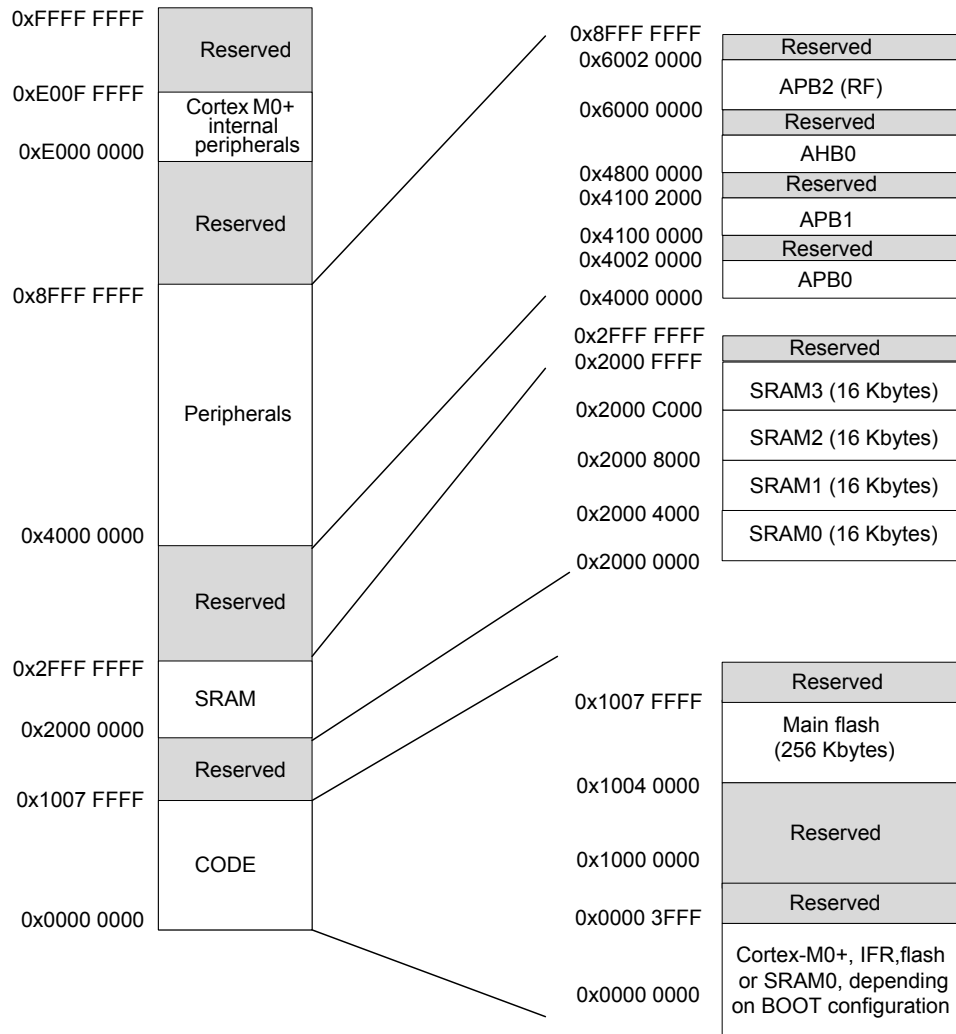 0xFFFF FFFF
Reserved
0xE00F FFFF
Cortex M0+
internal
peripherals
0xE000 0000
Reserved
0x8FFF FFFF
Peripherals
0x4000 0000
Reserved
0x2FFF FFFF
SRAM
0x2000 0000
Reserved
0x1007 FFFF
CODE
0x0000 0000
0x8FFF FFFF
Reserved
0x6002 0000
APB2 (RF)
0x6000 0000
Reserved
AHB0
0x4800 0000
Reserved
0x4100 2000
APB1
0x4100 0000
Reserved
0x4002 0000
APB0
0x4000 0000
0x2FFF FFFF
Reserved
0x2000 FFFF
SRAM3 (16 Kbytes)
0x2000 C000
SRAM2 (16 Kbytes)
0x2000 8000
SRAM1 (16 Kbytes)
0x2000 4000
SRAM0 (16 Kbytes)
0x2000 0000
Reserved
0x1007 FFFF
Main flash
(256 Kbytes)
0x1004 0000
Reserved
0x1000 0000
Reserved
0x0000 3FFF
Cortex-M0+, IFR,flash
or SRAM0, depending
on BOOT configuration
0x0000 0000